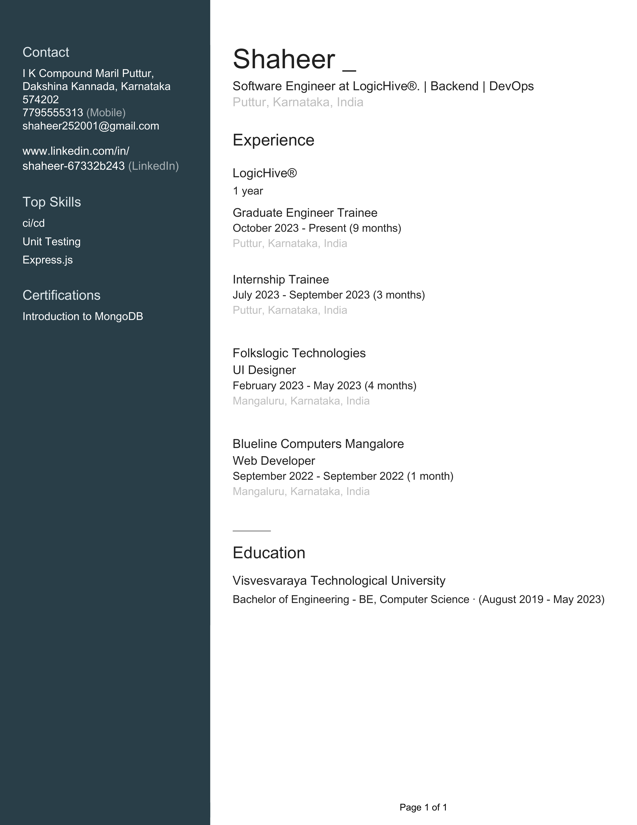 Contact
I K Compound Maril Puttur,
Dakshina Kannada, Karnataka
574202
7795555313 (Mobile)
shaheer252001@gmail.com
www.linkedin.com/in/
shaheer-67332b243 (LinkedIn)
Top Skills
ci/cd
Unit Testing
Express.js
Certifications
Introduction to MongoDB
Shaheer _
Software Engineer at LogicHive®. | Backend | DevOps
Puttur, Karnataka, India
Experience
LogicHive®
1 year
Graduate Engineer Trainee
October 2023 - Present (9 months)
Puttur, Karnataka, India
Internship Trainee
July 2023 - September 2023 (3 months)
Puttur, Karnataka, India
Folkslogic Technologies
UI Designer
February 2023 - May 2023 (4 months)
Mangaluru, Karnataka, India
Blueline Computers Mangalore
Web Developer
September 2022 - September 2022 (1 month)
Mangaluru, Karnataka, India
Education
Visvesvaraya Technological University
Bachelor of Engineering - BE, Computer Science · (August 2019 - May 2023)
Page 1 of 1